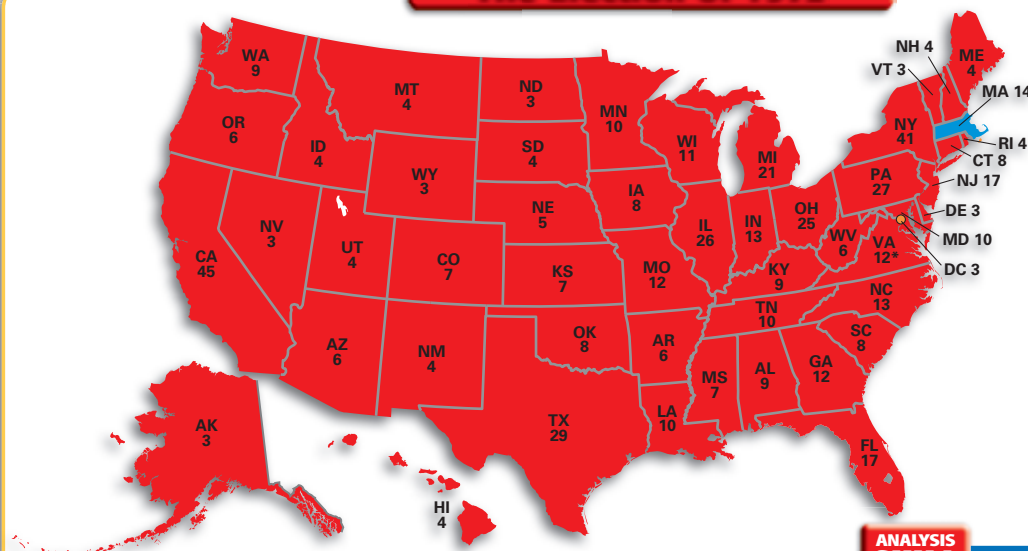 WA
9
OR
6
ID
4
MT
4
ND
3
SD
4
WY
3
NE
5
NV
3
UT
4
CO
7
KS
7
CA
45
AZ
6
NM
4
OK
8
TX
29
MN
10
IA
8
MO
12
AR
6
LA
10
WI
11
IL
26
MI
21
IN
13
OH
25
KY
9
TN
10
MS
7
AL
9
GA
12
FL
17
SC
8
NC
13
VA
12*
WV
6
PA
27
NY
41
VT 3
NH 4
ME
4
MA 14
RI 4
CT 8
NJ 17
DE 3
MD 10
DC 3
AK
3
HI
4
ANALYSIS